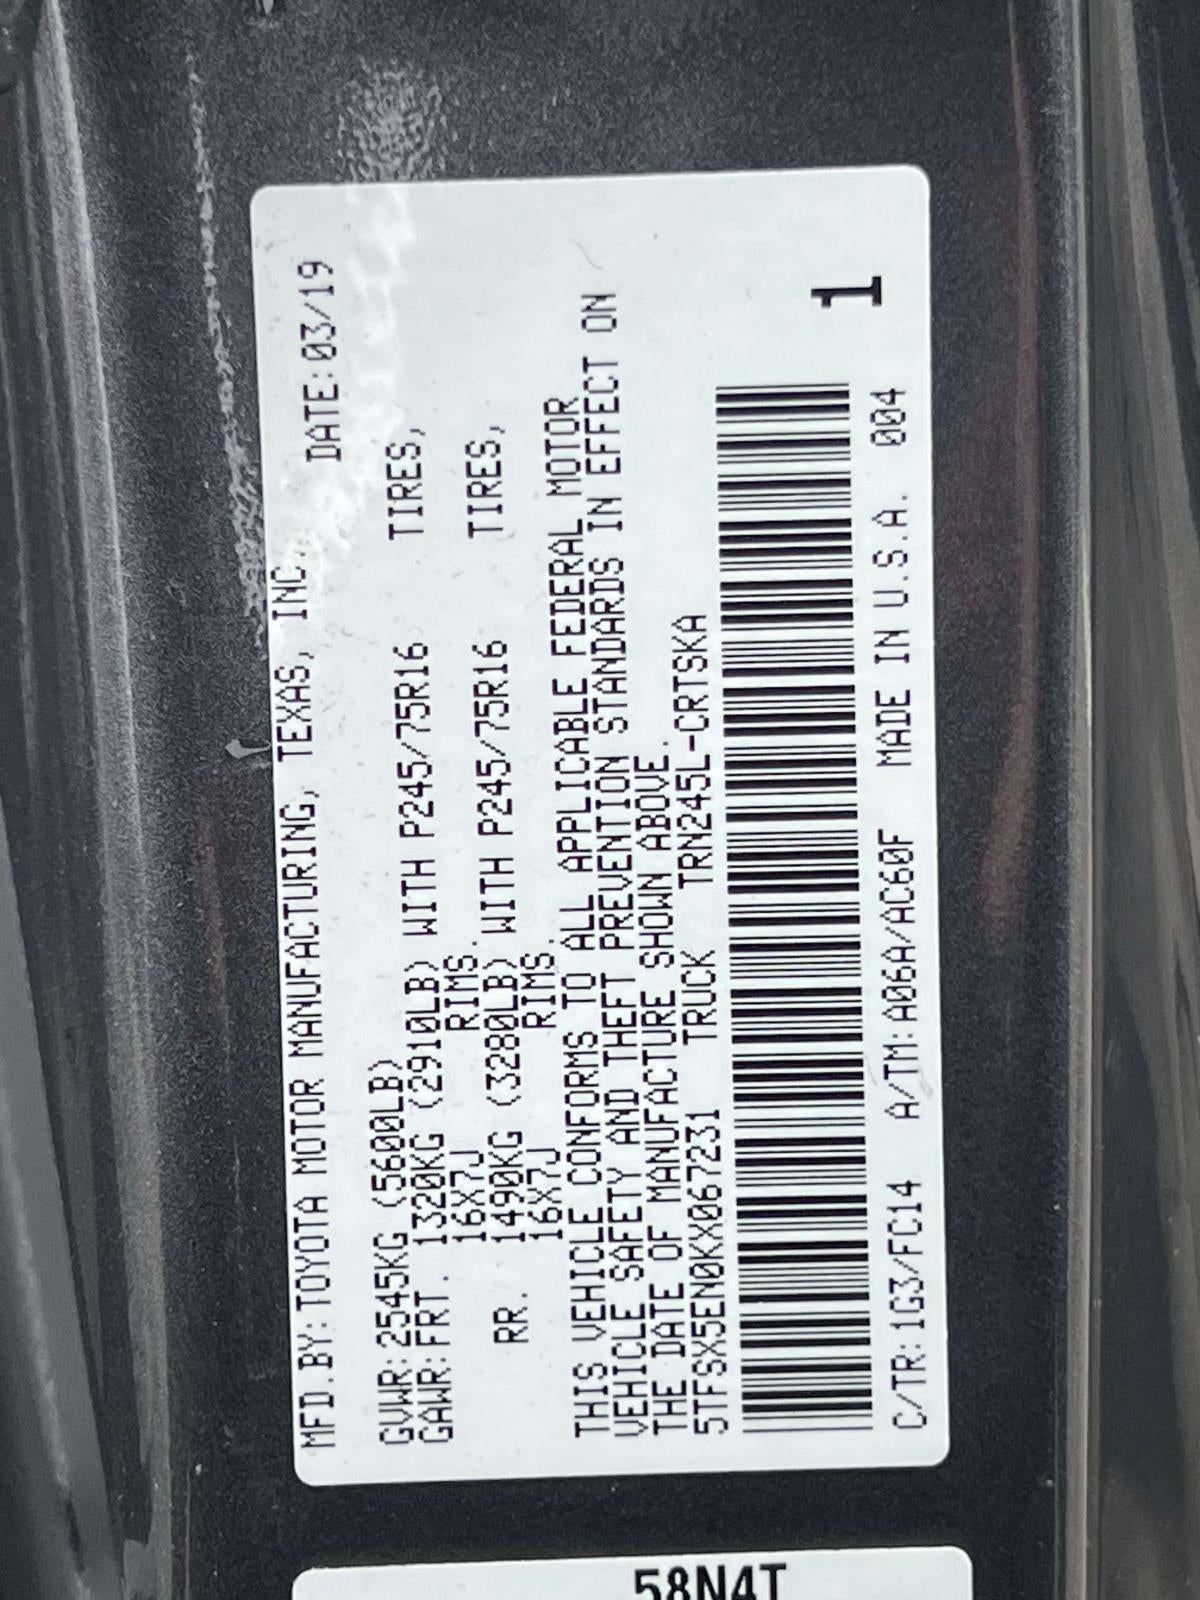 MFD.BY:TOYOTA MOTOR MANUFACTURING, TEXAS, INC.
DATE:03/19
GVWR:2545KG (5600LB)
GAWR:FRT. 1320KG (2910LB) WITH P245/75R16 TIRES,
16X7J RIMS.
RR. 1490KG (3280LB) WITH P245/75R16 TIRES,
16X7J RIMS.
THIS VEHICLE CONFORMS TO ALL APPLICABLE FEDERAL MOTOR
VEHICLE SAFETY AND THEFT PREVENTION STANDARDS IN EFFECT ON
THE DATE OF MANUFACTURE SHOWN ABOVE.
5TFSX5EN0KX067231 TRUCK TRN245L-CRTSKA
1
C/TR:1G3/FC14 A/TM:A06A/AC60F MADE IN U.S.A. 004
58N4T